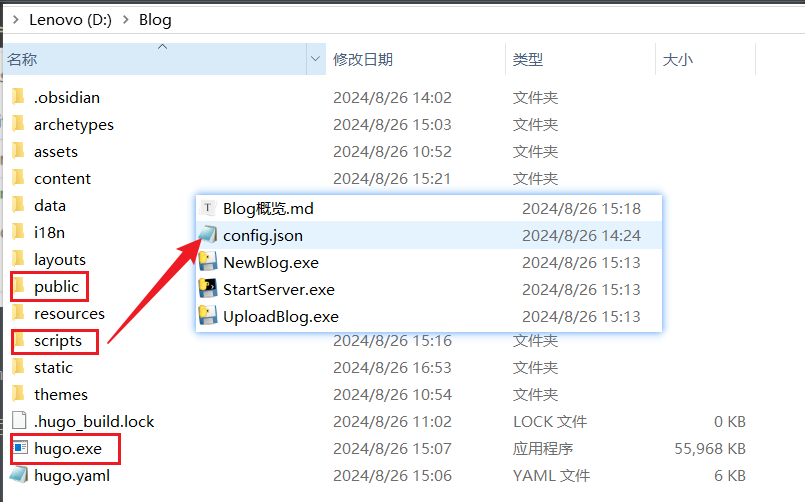 > Lenovo (D:) > Blog
名称 修改日期 类型 大小
.obsidian 2024/8/26 14:02 文件夹
archetypes 2024/8/26 15:03 文件夹
assets 2024/8/26 10:52 文件夹
content 2024/8/26 15:21 文件夹
data
i18n
layouts
public
resources
scripts 2024/8/26 15:16 文件夹
static 2024/8/26 16:53 文件夹
themes 2024/8/26 10:54 文件夹
.hugo_build.lock 2024/8/26 11:02 LOCK 文件 0 KB
hugo.exe 2024/8/26 15:07 应用程序 55,968 KB
hugo.yaml 2024/8/26 15:06 YAML 文件 6 KB
Blog概览.md 2024/8/26 15:18
config.json 2024/8/26 14:24
NewBlog.exe 2024/8/26 15:13
StartServer.exe 2024/8/26 15:13
UploadBlog.exe 2024/8/26 15:13